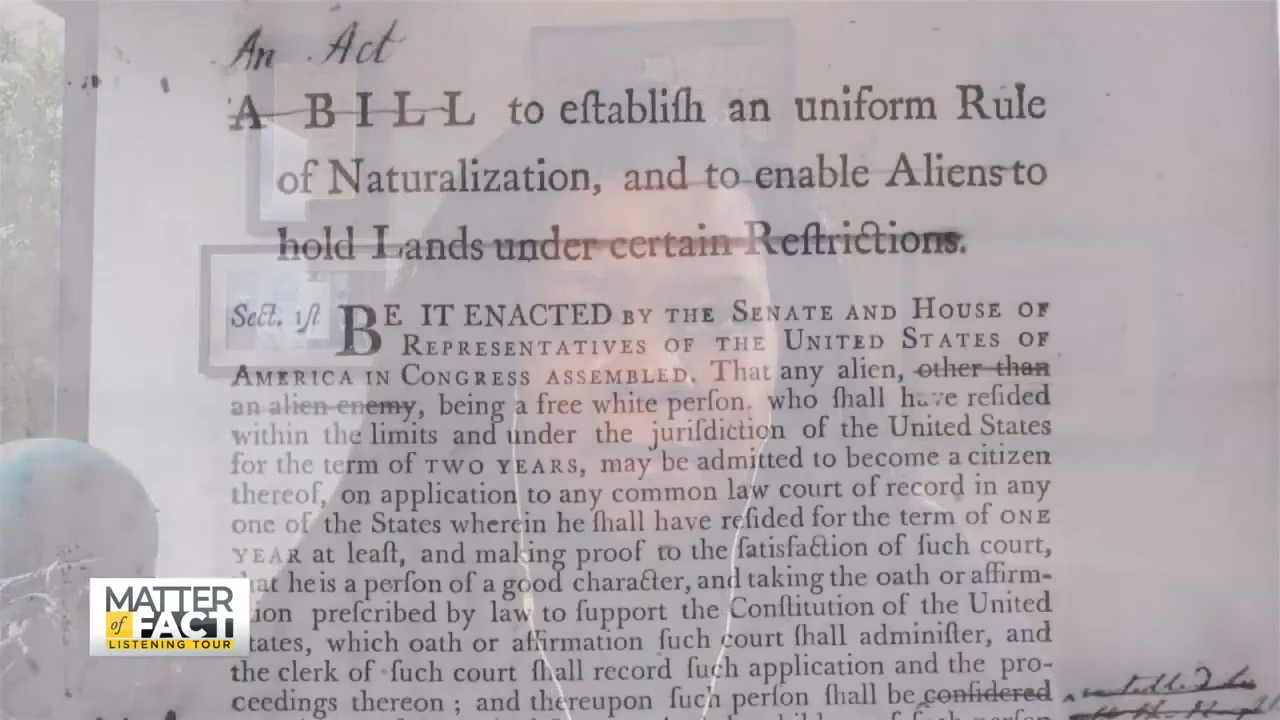 An Act
A BILL to eſtabliſh an uniform Rule
of Naturalization, and to enable Aliens to
hold Lands under certain Reſtrictions.
Sect. 1ſt BE IT ENACTED BY THE SENATE AND HOUSE OF
REPRESENTATIVES OF THE UNITED STATES OF
AMERICA IN CONGRESS ASSEMBLED. That any alien, other than
an alien enemy, being a free white perſon, who ſhall have reſided
within the limits and under the juriſdiction of the United States
for the term of TWO YEARS, may be admitted to become a citizen
thereof, on application to any common law court of record in any
one of the States wherein he ſhall have reſided for the term of ONE
YEAR at leaſt, and making proof to the ſatisfaction of ſuch court,
hat he is a perſon of a good character, and taking the oath or affirm-
tion preſcribed by law to ſupport the Conſtitution of the United
tates, which oath or affirmation ſuch court ſhall adminiſter, and
the clerk of ſuch court ſhall record ſuch application and the pro-
ceedings thereon; and thereupon ſuch perſon ſhall be conſidered
MATTER
of FACT
LISTENING TOUR